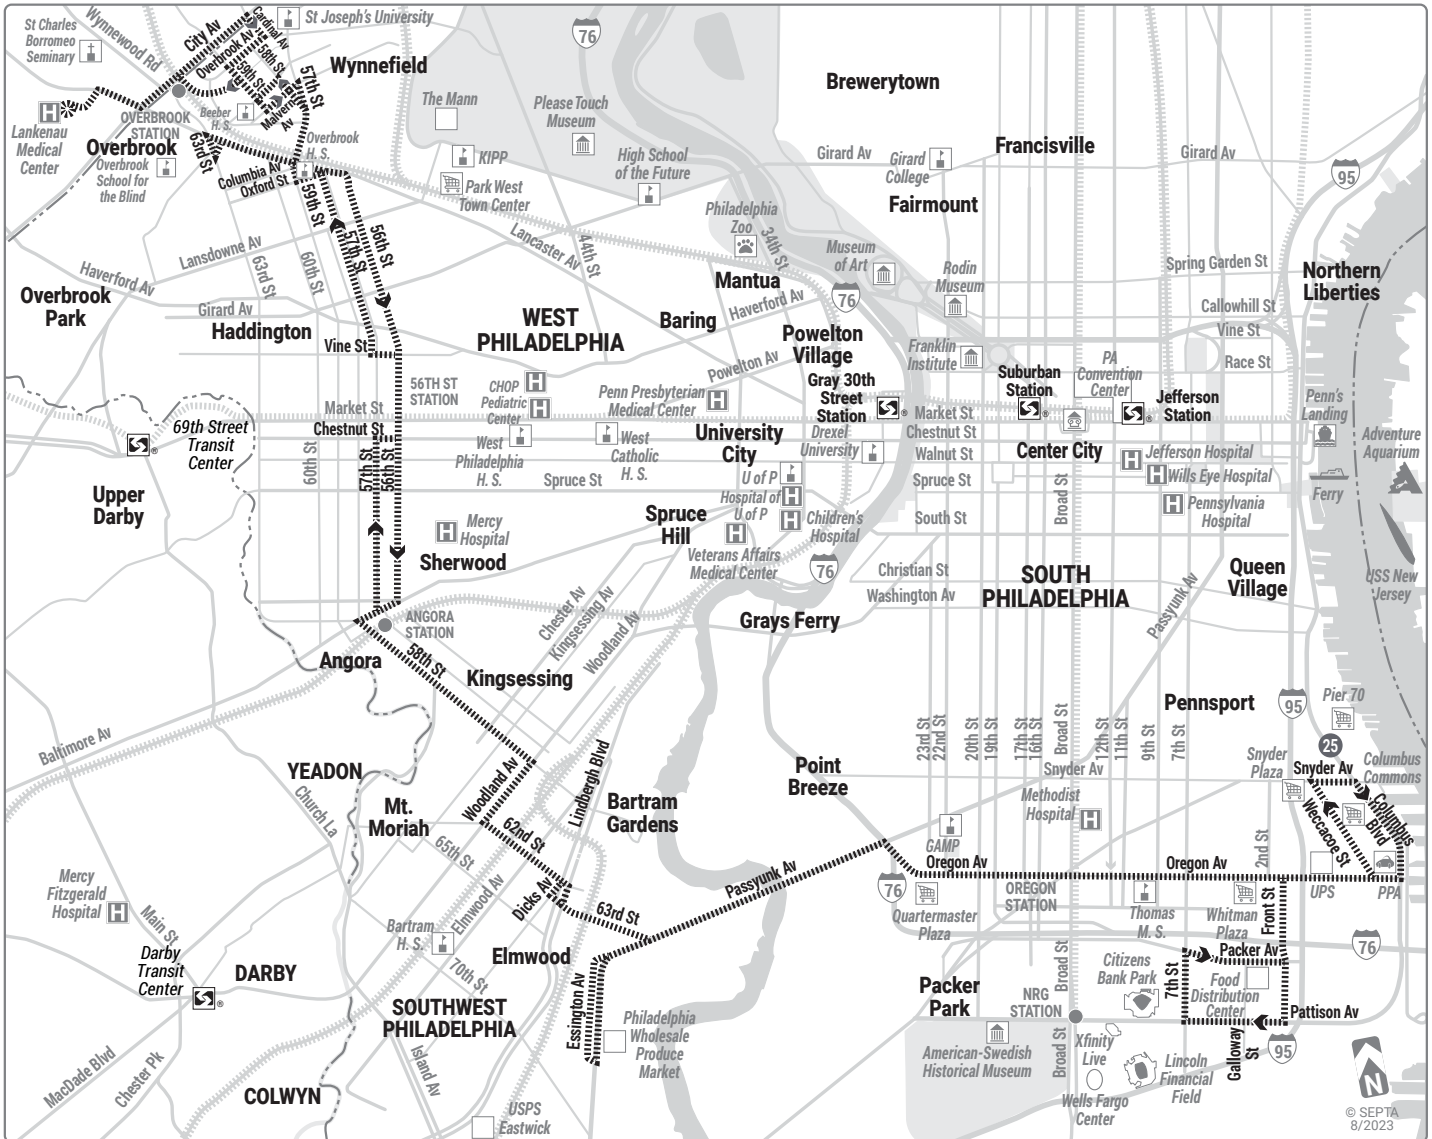 St Charles
Borromeo
Seminary
Wynnewood Rd
City Av
Cardinal Av
St Joseph's University
Overbrook Av
58th St
59th St
57th St
Malvern
Av
Wynnefield
76
Brewerytown
OVERBROOK
STATION
Beeber
H. S.
Lankenau
Medical
Center
Overbrook
63rd St
Overbrook
H. S.
Overbrook
School for
the Blind
Columbia Av
Oxford St
59th St
The Mann
Please Touch
Museum
KIPP
Park West
Town Center
High School
of the Future
Girard Av
Girard
College
Francisville
Girard Av
95
Fairmount
Philadelphia
Zoo
34th St
Museum
of Art
Rodin
Museum
Spring Garden St
Northern
Liberties
Callowhill St
Vine St
Race St
57th St
56th St
Lansdowne Av
63rd St
60th St
Lancaster Av
44th St
Haverford Av
Overbrook
Park
Girard Av
Haddington
Vine St
WEST
PHILADELPHIA
Mantua
Baring
Haverford Av
76
Powelton
Village
Powelton Av
Franklin
Institute
Suburban
Station
PA
Convention
Center
Jefferson
Station
Penn's
Landing
56TH ST
STATION
CHOP
Pediatric
Center
Penn Presbyterian
Medical Center
Gray 30th
Street
Station
Market St
Chestnut St
Market St
Chestnut St
Walnut St
Spruce St
Center City
69th Street
Transit
Center
60th St
57th St
56th St
West
Philadelphia
H. S.
West
Catholic
H. S.
University
City
Drexel
University
Spruce St
U of P
Hospital of
U of P
Children's
Hospital
Jefferson Hospital
Wills Eye Hospital
Pennsylvania
Hospital
Adventure
Aquarium
Ferry
Upper
Darby
Mercy
Hospital
Sherwood
Spruce
Hill
Veterans Affairs
Medical Center
76
South St
Broad St
Christian St
Washington Av
SOUTH
PHILADELPHIA
Passyunk Av
Queen
Village
USS New
Jersey
Grays Ferry
Chester Av
Kingsessing Av
Woodland Av
ANGORA
STATION
Angora
58th St
Kingsessing
Pennsport
95
Pier 70
25
Baltimore Av
YEADON
Church La
Mt.
Moriah
Woodland Av
62nd St
Lindbergh Blvd
Bartram
Gardens
Point
Breeze
23rd St
22nd St
20th St
19th St
17th St
16th St
Broad St
12th St
11th St
9th St
7th St
Snyder Av
Methodist
Hospital
Snyder
Plaza
Snyder Av
Columbus
Commons
Columbus
Blvd
Weccacoe St
2nd St
UPS
PPA
65th St
Elmwood Av
Dicks Av
63rd St
Passyunk Av
GAMP
Oregon Av
Oregon Av
76
Quartermaster
Plaza
OREGON
STATION
Thomas
M. S.
Whitman
Plaza
Front St
76
Mercy
Fitzgerald
Hospital
Main St
Darby
Transit
Center
DARBY
Bartram
H. S.
70th St
Elmwood
SOUTHWEST
PHILADELPHIA
Essington Av
Philadelphia
Wholesale
Produce
Market
Packer
Park
Broad St
NRG
STATION
Citizens
Bank Park
7th St
Packer Av
Food
Distribution
Center
Pattison Av
Galloway
St
95
American-Swedish
Historical Museum
Broad St
Xfinity
Live
Lincoln
Financial
Field
Wells Fargo
Center
MacDade Blvd
Chester Pk
COLWYN
Island Av
USPS
Eastwick
N
© SEPTA
8/2023